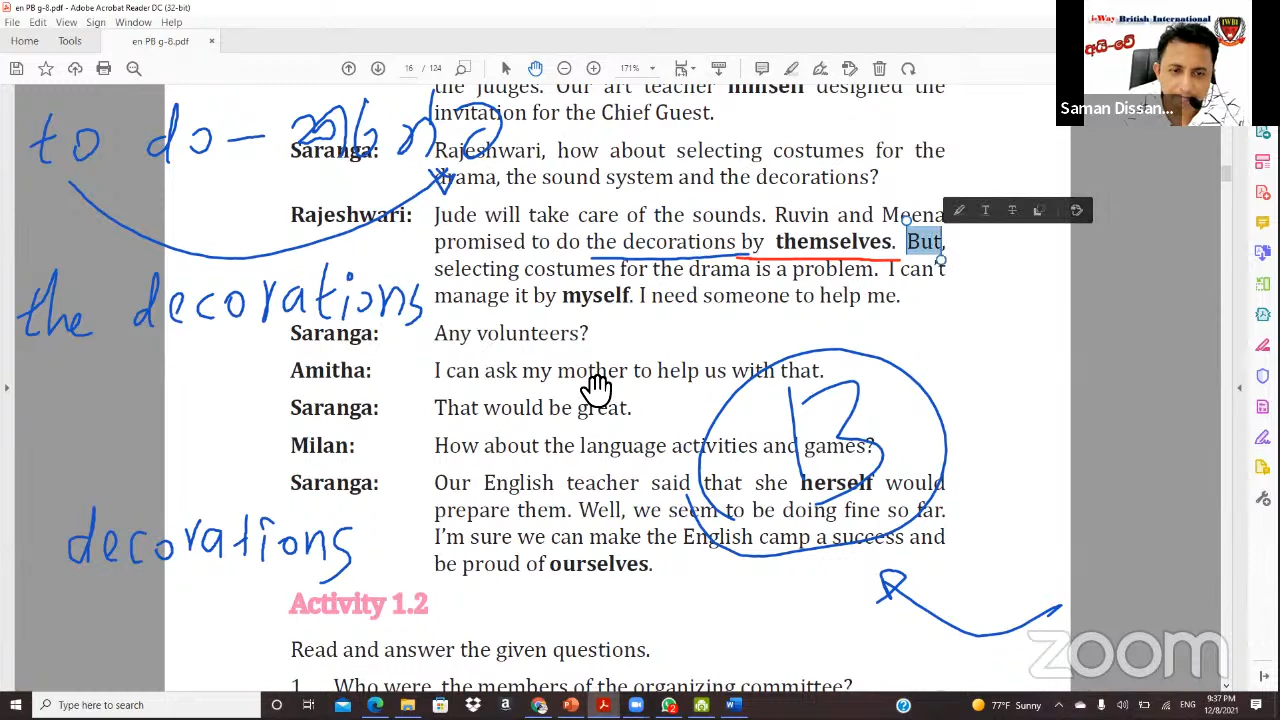 en PB g-8.pdf - Adobe Acrobat Reader DC (32-bit)
File Edit View Sign Window Help
Home Tools en PB g-8.pdf ×
16 / 124 171%
i-Way British International
IWBI
අයි-වේ
Saman Dissan...
the judges. Our art teacher himself designed the
invitation for the Chief Guest.
to do –
Saranga: Rajeshwari, how about selecting costumes for the
drama, the sound system and the decorations?
Rajeshwari: Jude will take care of the sounds. Ruvin and Meena
promised to do the decorations by themselves. But,
selecting costumes for the drama is a problem. I can't
manage it by myself. I need someone to help me.
the decorations
Saranga: Any volunteers?
Amitha: I can ask my mother to help us with that.
Saranga: That would be great.
Milan: How about the language activities and games?
B
Saranga: Our English teacher said that she herself would
prepare them. Well, we seem to be doing fine so far.
I'm sure we can make the English camp a success and
be proud of ourselves.
decorations
Activity 1.2
Read and answer the given questions.
1. Who were the members of the organizing committee?
zoom
Type here to search
77°F Sunny ENG 9:37 PM
12/8/2021